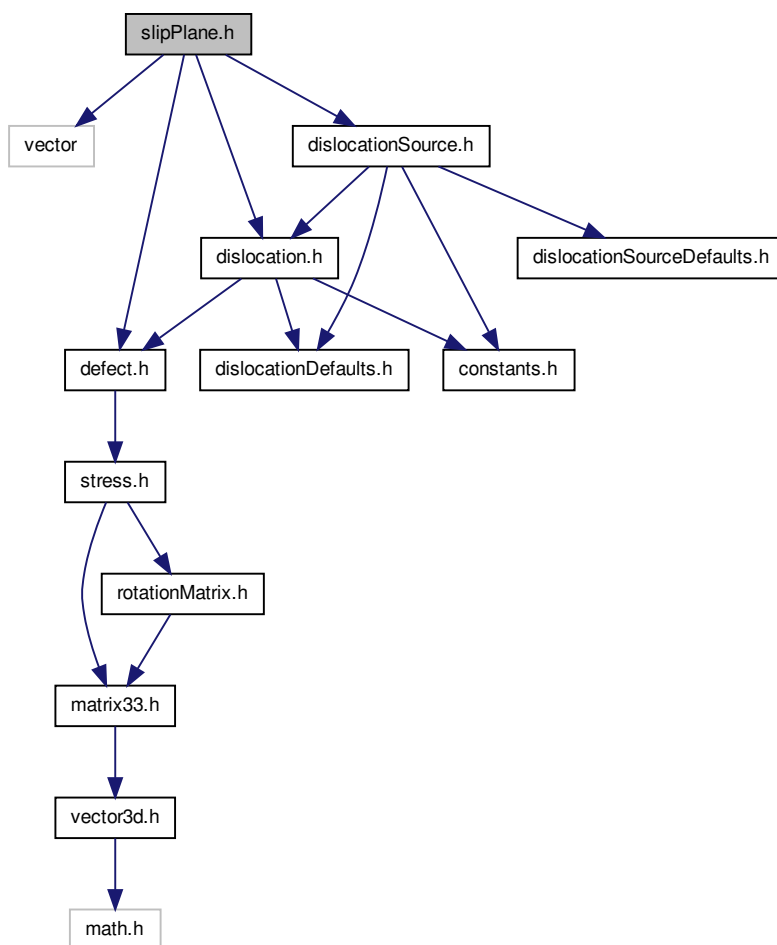 slipPlane.h
vector
dislocationSource.h
dislocation.h
dislocationSourceDefaults.h
defect.h
dislocationDefaults.h
constants.h
stress.h
rotationMatrix.h
matrix33.h
vector3d.h
math.h